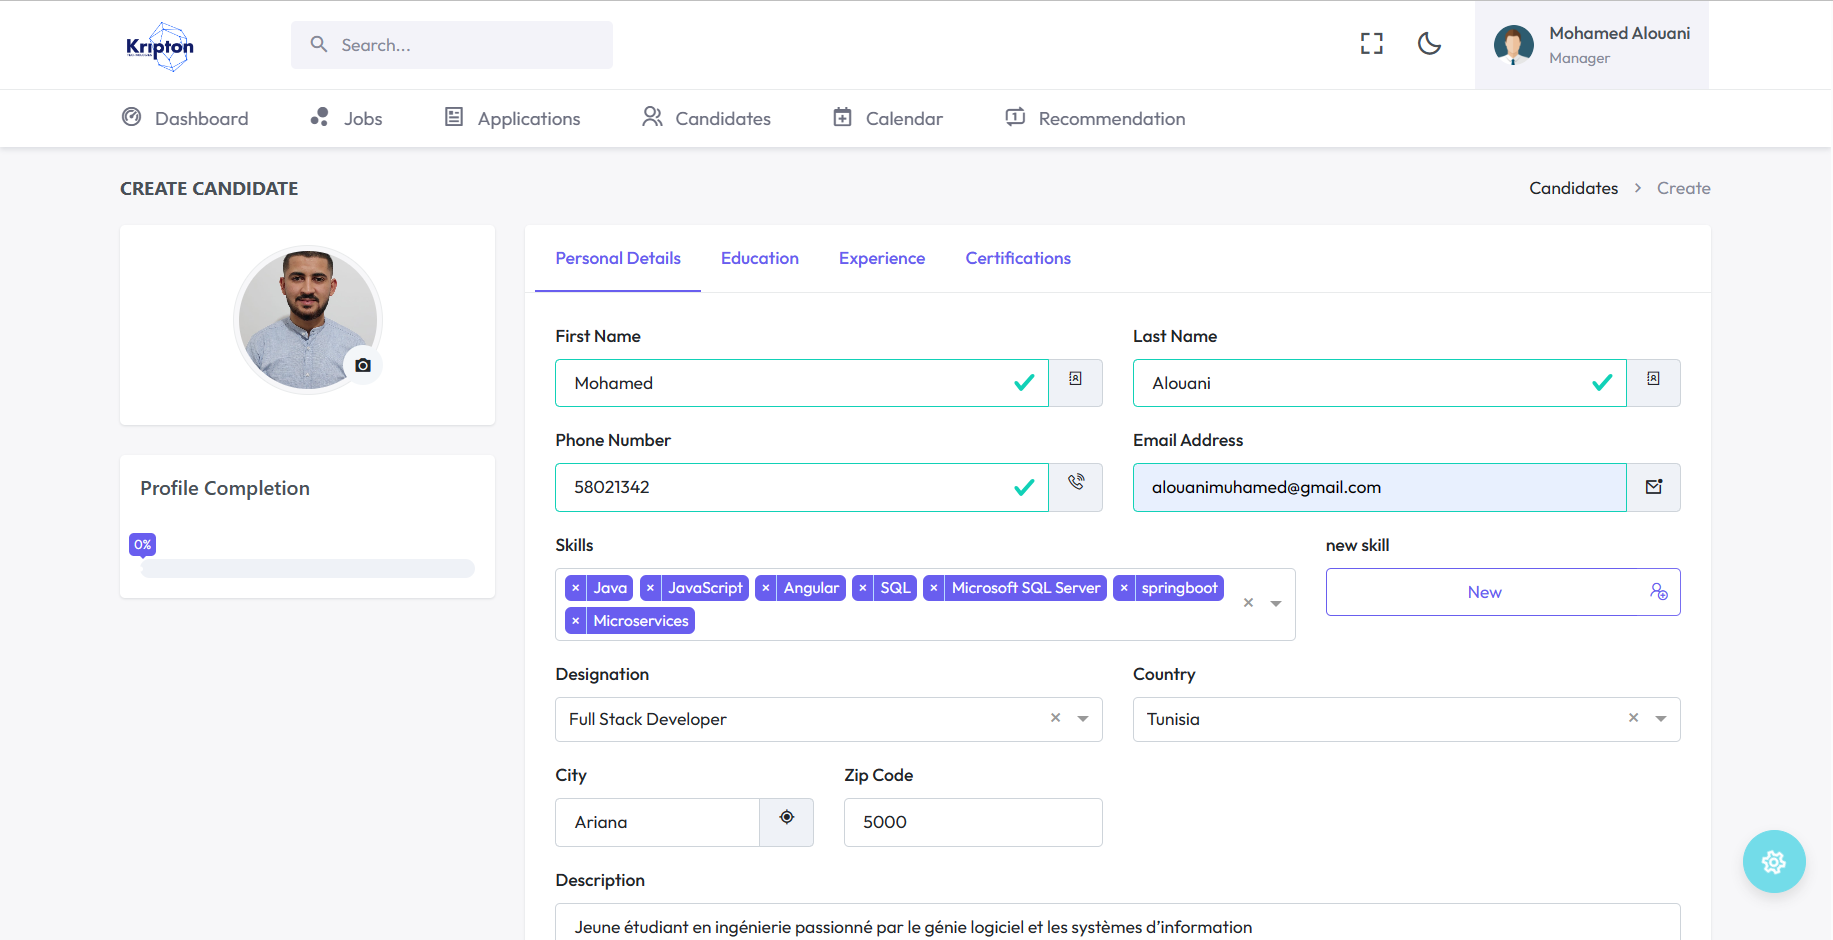 Kripton
Search...
Mohamed Alouani
Manager
Dashboard
Jobs
Applications
Candidates
Calendar
Recommendation
CREATE CANDIDATE
Candidates > Create
Personal Details
Education
Experience
Certifications
Profile Completion
0%
First Name
Last Name
Mohamed
Alouani
Phone Number
Email Address
58021342
alouanimuhamed@gmail.com
Skills
new skill
× Java × JavaScript × Angular × SQL × Microsoft SQL Server × springboot
× Microservices
New
Designation
Country
Full Stack Developer ×
Tunisia ×
City
Zip Code
Ariana
5000
Description
Jeune étudiant en ingénierie passionné par le génie logiciel et les systèmes d’information